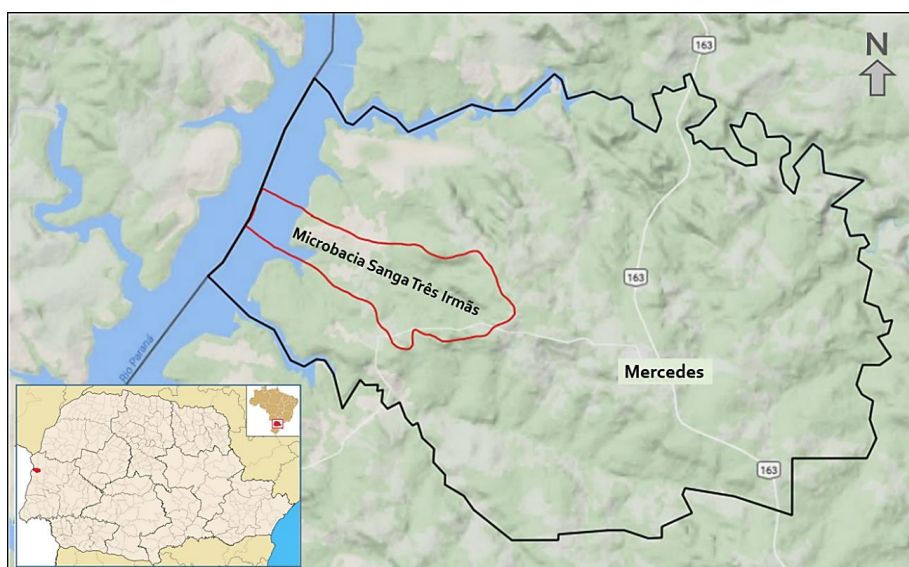 163
N
Microbacia Sanga Três Irmãs
163
Rio Paraná
Mercedes
163